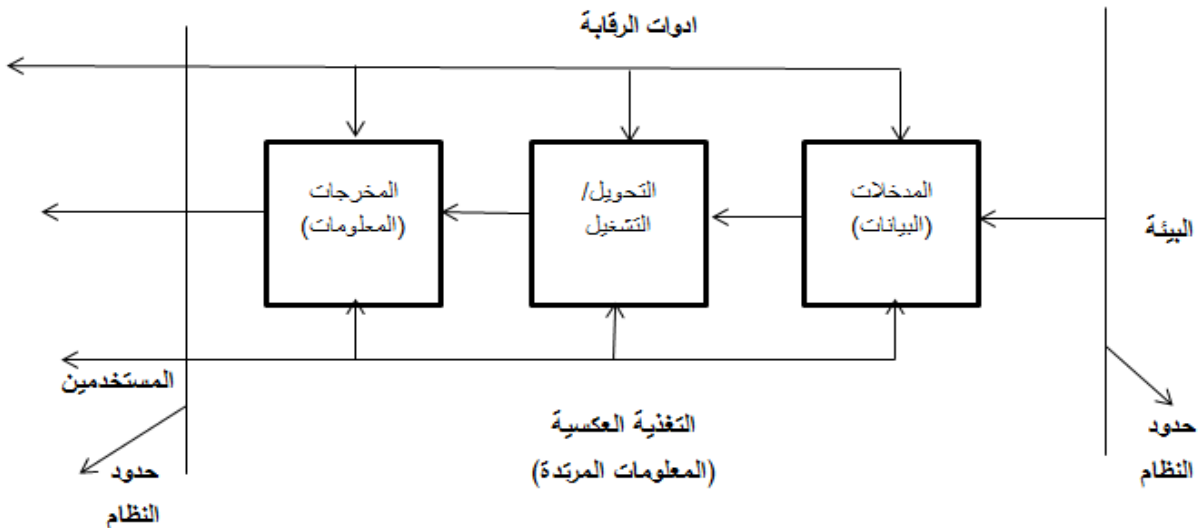 ادوات الرقابة
البيئة
المدخلات
(البيانات)
التحويل/
التشغيل
المخرجات
(المعلومات)
المستخدمين
حدود
النظام
التغذية العكسية
(المعلومات المرتدة)
حدود
النظام